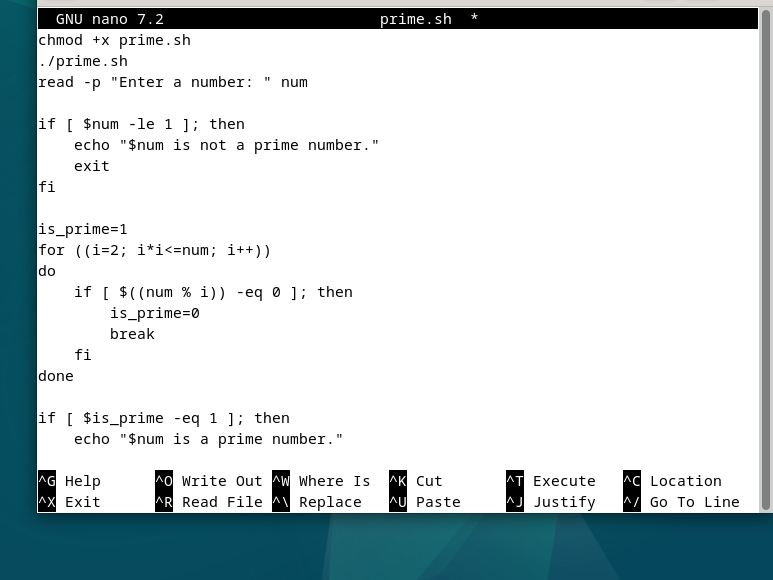 GNU nano 7.2 prime.sh *
chmod +x prime.sh
./prime.sh
read -p "Enter a number: " num

if [ $num -le 1 ]; then
    echo "$num is not a prime number."
    exit
fi

is_prime=1
for ((i=2; i*i<=num; i++))
do
    if [ $((num % i)) -eq 0 ]; then
        is_prime=0
        break
    fi
done

if [ $is_prime -eq 1 ]; then
    echo "$num is a prime number."

^G Help ^O Write Out ^W Where Is ^K Cut ^T Execute ^C Location
^X Exit ^R Read File ^\ Replace ^U Paste ^J Justify ^/ Go To Line